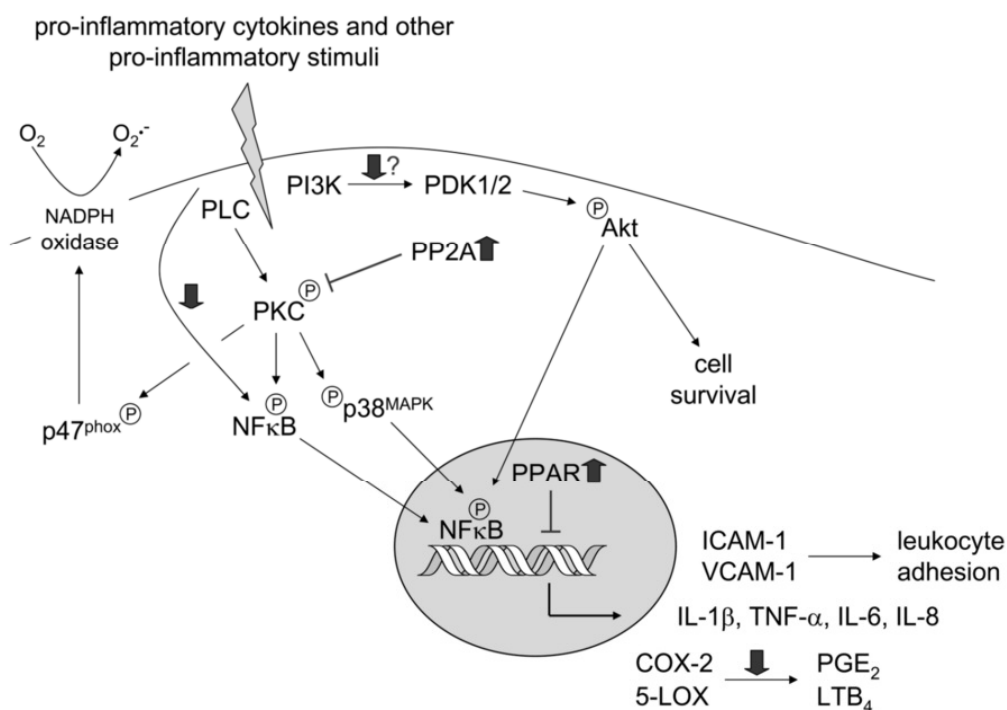 pro-inflammatory cytokines and other
pro-inflammatory stimuli
O₂ O₂•-
NADPH
oxidase
PI3K ? PDK1/2
PLC
P
Akt
PP2A
P
PKC
cell
survival
P
p47phox
P
NFκB
P
p38MAPK
PPAR
P
NFκB
ICAM-1
VCAM-1
leukocyte
adhesion
IL-1β, TNF-α, IL-6, IL-8
COX-2
5-LOX
PGE₂
LTB₄